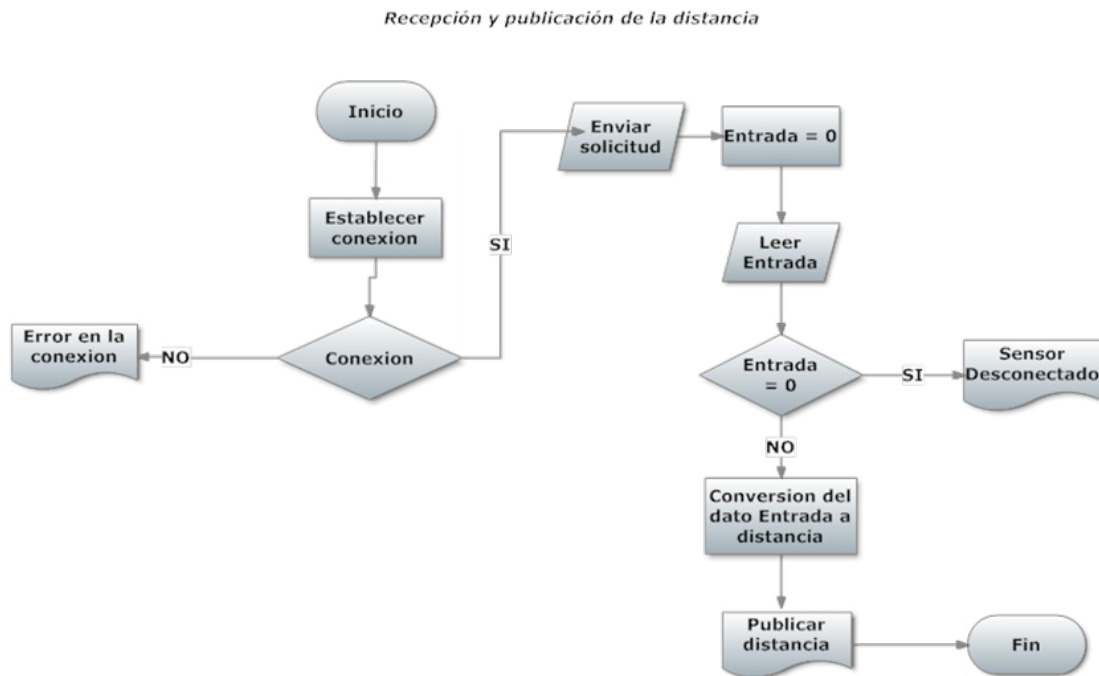 Recepción y publicación de la distancia
Inicio
Establecer
conexion
Conexion
NO
Error en la
conexion
SI
Enviar
solicitud
Entrada = 0
Leer
Entrada
Entrada
= 0
SI
Sensor
Desconectado
NO
Conversion del
dato Entrada a
distancia
Publicar
distancia
Fin